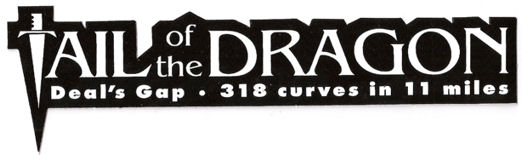 TAIL of the DRAGON
Deal's Gap • 318 curves in 11 miles